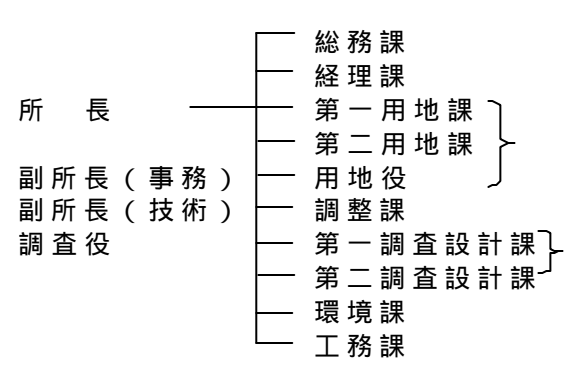 総務課
経理課
所　長　第一用地課
第二用地課
副所長（事務）　用地役
副所長（技術）　調整課
調査役　第一調査設計課
第二調査設計課
環境課
工務課